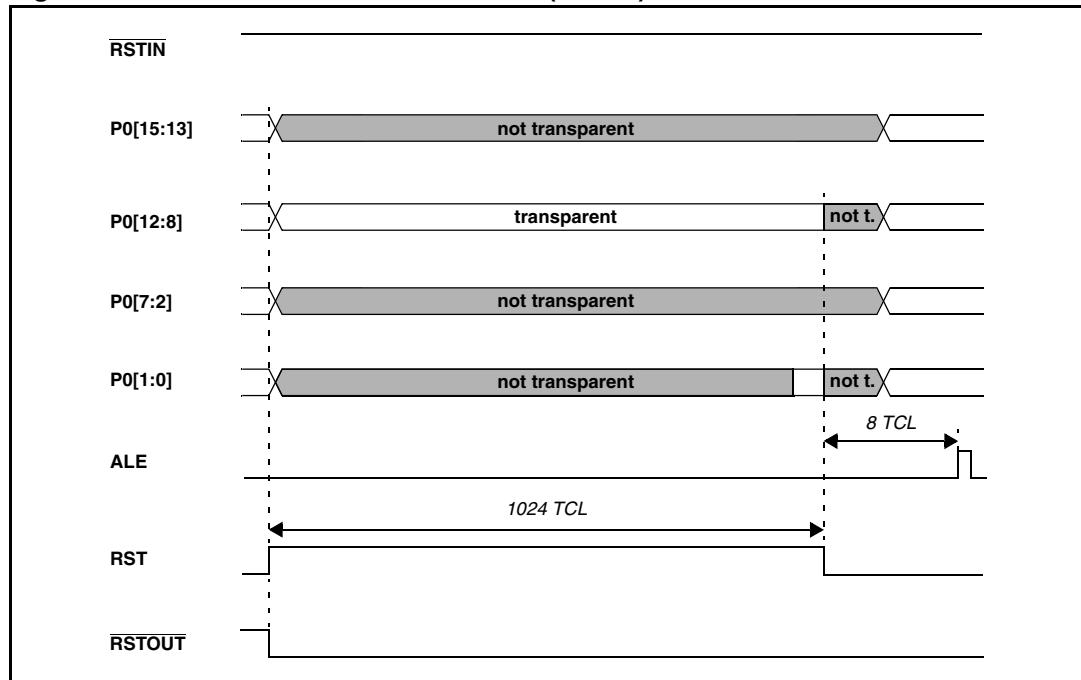 RSTIN
P0[15:13]
not transparent
P0[12:8]
transparent
not t.
P0[7:2]
not transparent
P0[1:0]
not transparent
not t.
8 TCL
ALE
1024 TCL
RST
RSTOUT